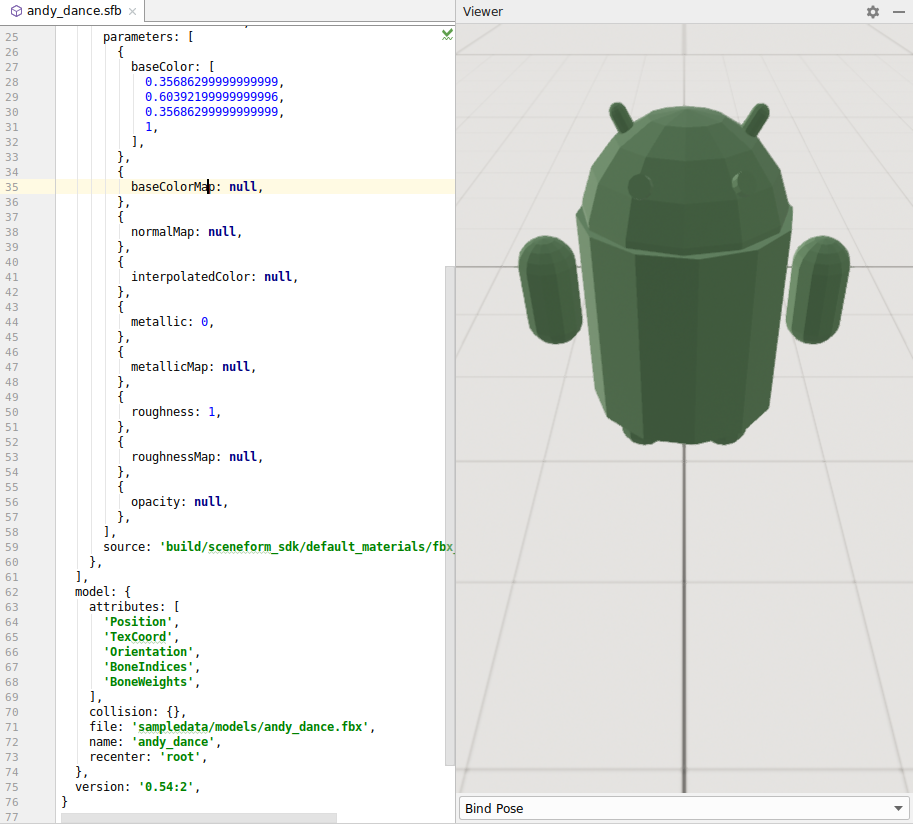 andy_dance.sfb
Viewer
25 parameters: [
26 {
27 baseColor: [
28 0.35686299999999999,
29 0.60392199999999996,
30 0.35686299999999999,
31 1,
32 ],
33 },
34 {
35 baseColorMap: null,
36 },
37 {
38 normalMap: null,
39 },
40 {
41 interpolatedColor: null,
42 },
43 {
44 metallic: 0,
45 },
46 {
47 metallicMap: null,
48 },
49 {
50 roughness: 1,
51 },
52 {
53 roughnessMap: null,
54 },
55 {
56 opacity: null,
57 },
58 ],
59 source: 'build/sceneform_sdk/default_materials/fbx_
60 },
61 ],
62 model: {
63 attributes: [
64 'Position',
65 'TexCoord',
66 'Orientation',
67 'BoneIndices',
68 'BoneWeights',
69 ],
70 collision: {},
71 file: 'sampledata/models/andy_dance.fbx',
72 name: 'andy_dance',
73 recenter: 'root',
74 },
75 version: '0.54:2',
76 }
77
Bind Pose